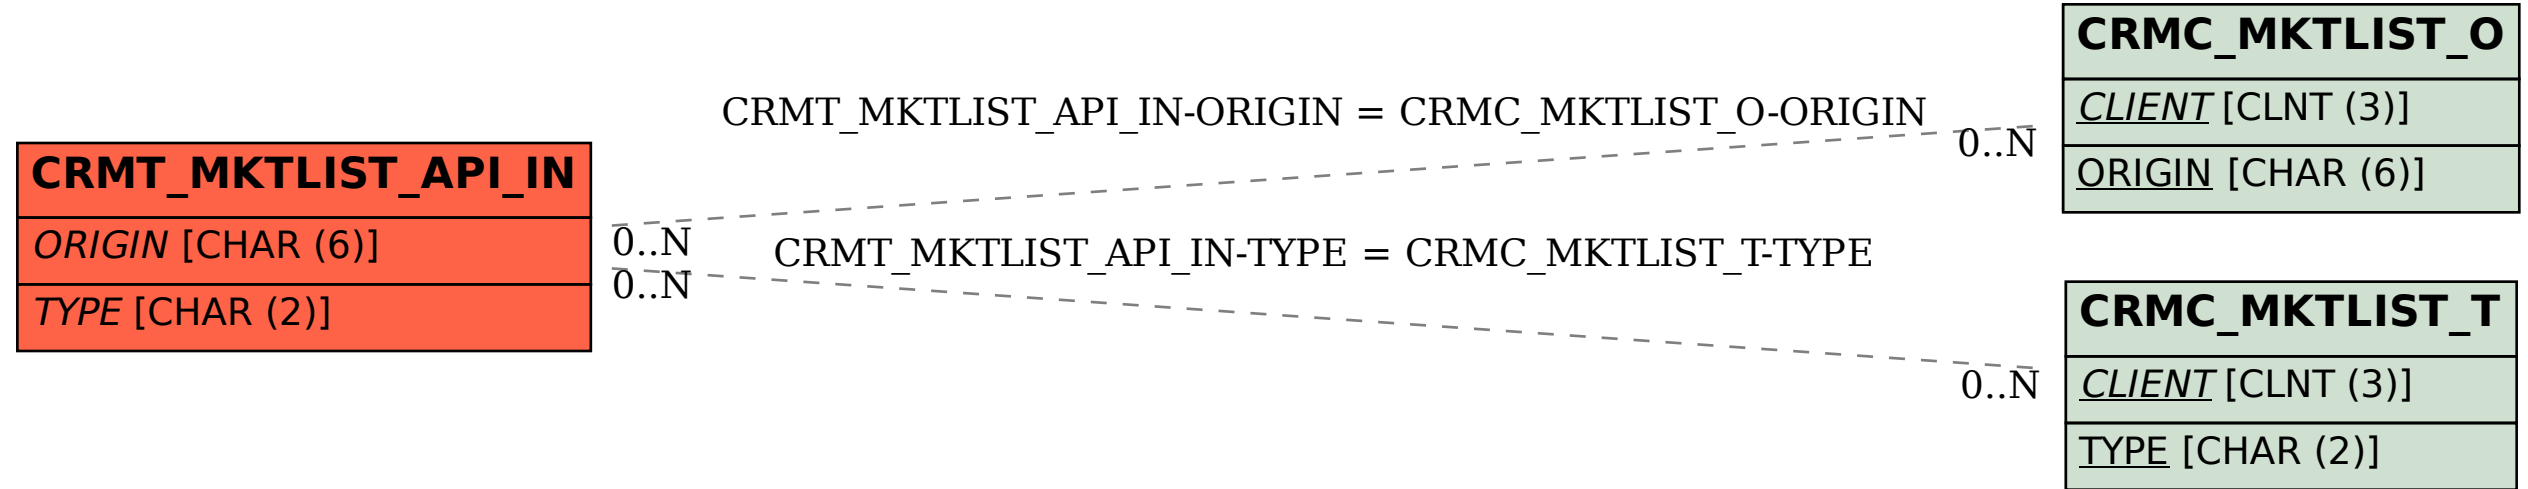 CRMT_MKTLIST_API_IN
ORIGIN [CHAR (6)]
TYPE [CHAR (2)]
CRMT_MKTLIST_API_IN-ORIGIN = CRMC_MKTLIST_O-ORIGIN
0..N
0..N
CRMT_MKTLIST_API_IN-TYPE = CRMC_MKTLIST_T-TYPE
0..N
0..N
CRMC_MKTLIST_O
CLIENT [CLNT (3)]
ORIGIN [CHAR (6)]
CRMC_MKTLIST_T
CLIENT [CLNT (3)]
TYPE [CHAR (2)]